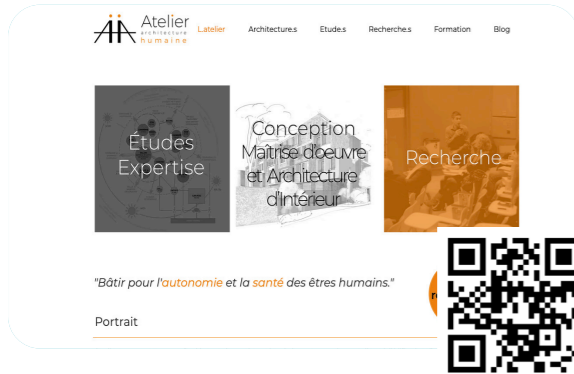 Atelier
architecture
humaine
L.atelier
Architecture.s
Etude.s
Recherche.s
Formation
Blog
Études
Expertise
Conception
Maîtrise d'oeuvre
et Architecture
d'Intérieur
Recherche
"Bâtir pour l'autonomie et la santé des êtres humains."
Portrait